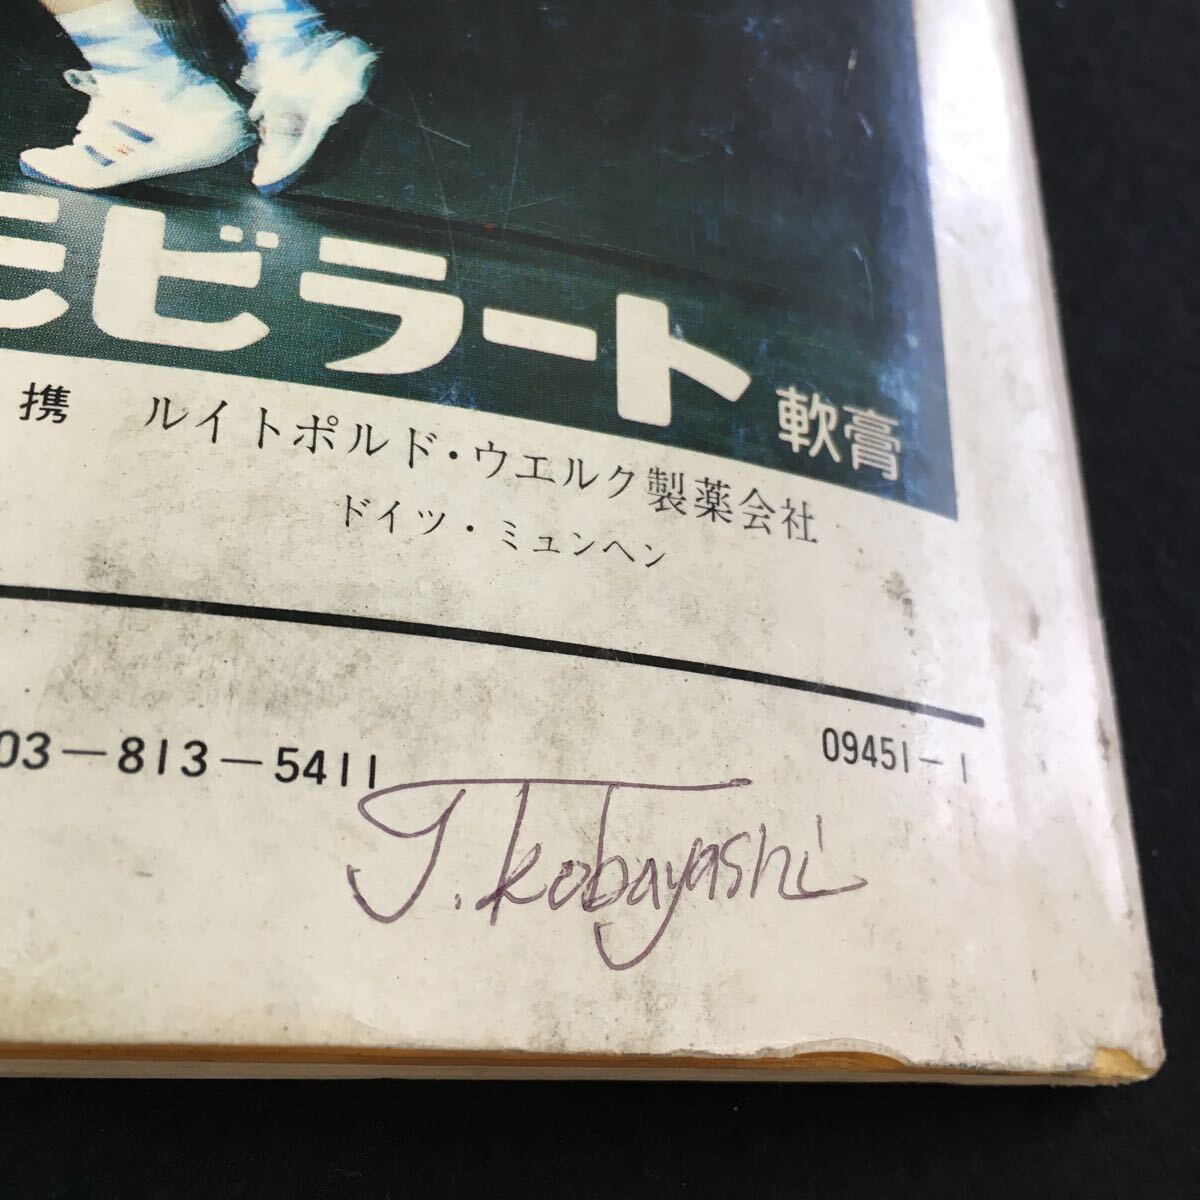 モビラート 軟膏
携 ルイトポルド・ウエルク製薬会社
ドイツ・ミュンヘン
03-813-5411 09451-1
T. Kobayashi